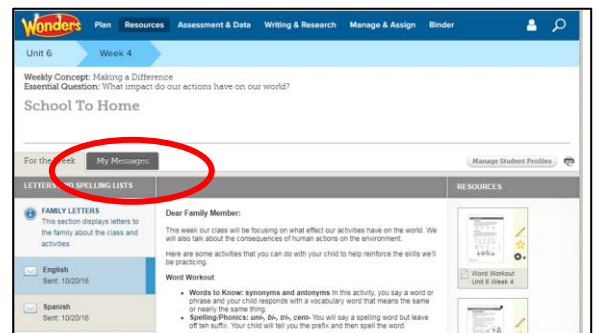 Wonders Plan Resources Assessment & Data Writing & Research Manage & Assign Binder
Unit 6 Week 4
Weekly Concept: Making a Difference
Essential Question: What impact do our actions have on our world?
School To Home
For the Week My Messages Manage Student Profiles
LETTERS AND SPELLING LISTS
RESOURCES
FAMILY LETTERS
This section displays letters to
the family about the class and
activities
English
Sent: 10/20/16
Spanish
Sent: 10/20/16
Dear Family Member:
This week our class will be focusing on what effect our activities have on the world. We
will also talk about the consequences of human actions on the environment.
Here are some activities that you can do with your child to help reinforce the skills we'll
be practicing.
Word Workout
• Words to Know: synonyms and antonyms In this activity, you say a word or
phrase and your child responds with a vocabulary word that means the same
or nearly the same thing.
• Spelling/Phonics: uni-, bi-, tri-, cent- You will say a spelling word but leave
off teh suffix. Your child will tell you the prefix and then spell the word.
Word Workout
Unit 6 Week 4